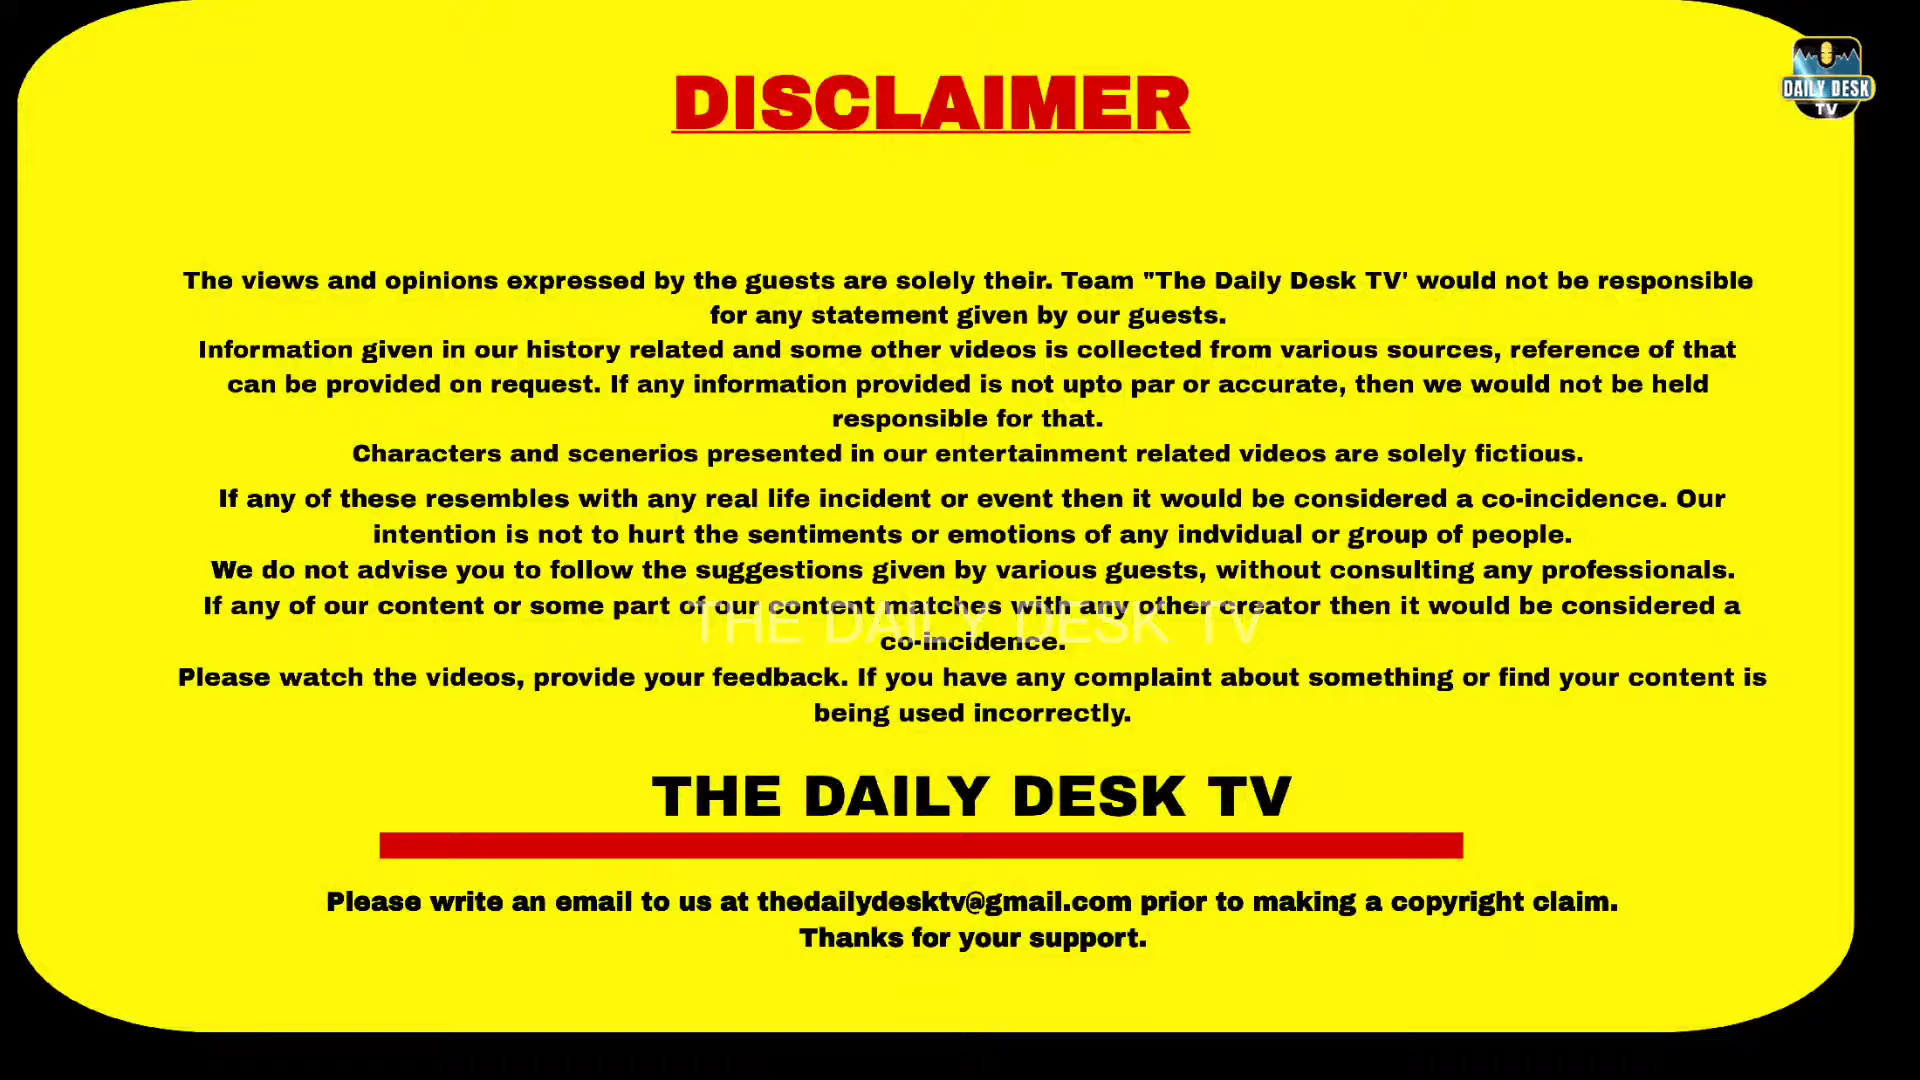 DISCLAIMER
DAILY DESK
TV
The views and opinions expressed by the guests are solely their. Team "The Daily Desk TV' would not be responsible
for any statement given by our guests.
Information given in our history related and some other videos is collected from various sources, reference of that
can be provided on request. If any information provided is not upto par or accurate, then we would not be held
responsible for that.
Characters and scenerios presented in our entertainment related videos are solely fictious.
If any of these resembles with any real life incident or event then it would be considered a co-incidence. Our
intention is not to hurt the sentiments or emotions of any indvidual or group of people.
We do not advise you to follow the suggestions given by various guests, without consulting any professionals.
If any of our content or some part of our content matches with any other creator then it would be considered a
THE DAILY DESK TV
co-incidence.
Please watch the videos, provide your feedback. If you have any complaint about something or find your content is
being used incorrectly.
THE DAILY DESK TV
Please write an email to us at thedailydesktv@gmail.com prior to making a copyright claim.
Thanks for your support.